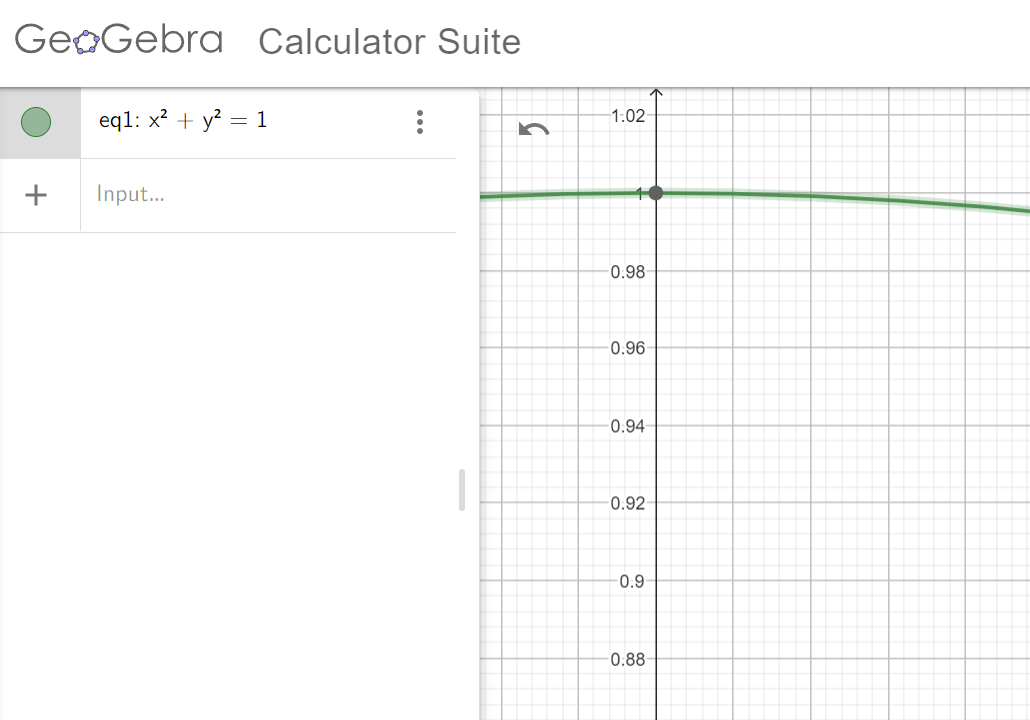 GeoGebra Calculator Suite
eq1: x² + y² = 1
+ Input...
1.02
1
0.98
0.96
0.94
0.92
0.9
0.88